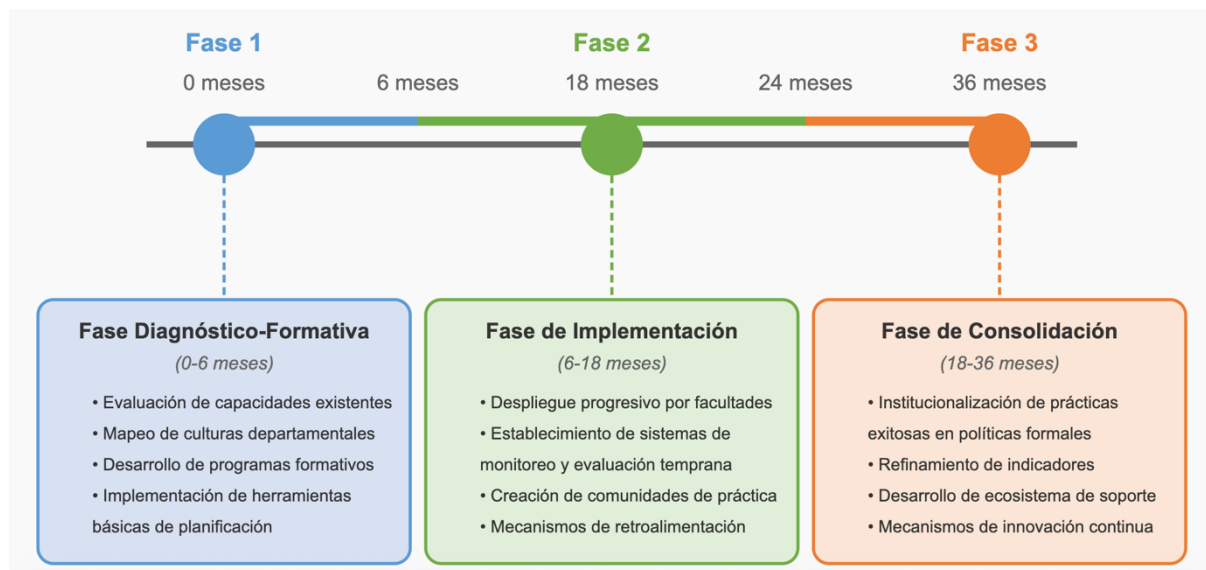 Fase 1
Fase 2
Fase 3
0 meses
6 meses
18 meses
24 meses
36 meses
Fase Diagnóstico-Formativa
(0-6 meses)
• Evaluación de capacidades existentes
• Mapeo de culturas departamentales
• Desarrollo de programas formativos
• Implementación de herramientas
básicas de planificación
Fase de Implementación
(6-18 meses)
• Despliegue progresivo por facultades
• Establecimiento de sistemas de
monitoreo y evaluación temprana
• Creación de comunidades de práctica
• Mecanismos de retroalimentación
Fase de Consolidación
(18-36 meses)
• Institucionalización de prácticas
exitosas en políticas formales
• Refinamiento de indicadores
• Desarrollo de ecosistema de soporte
• Mecanismos de innovación continua